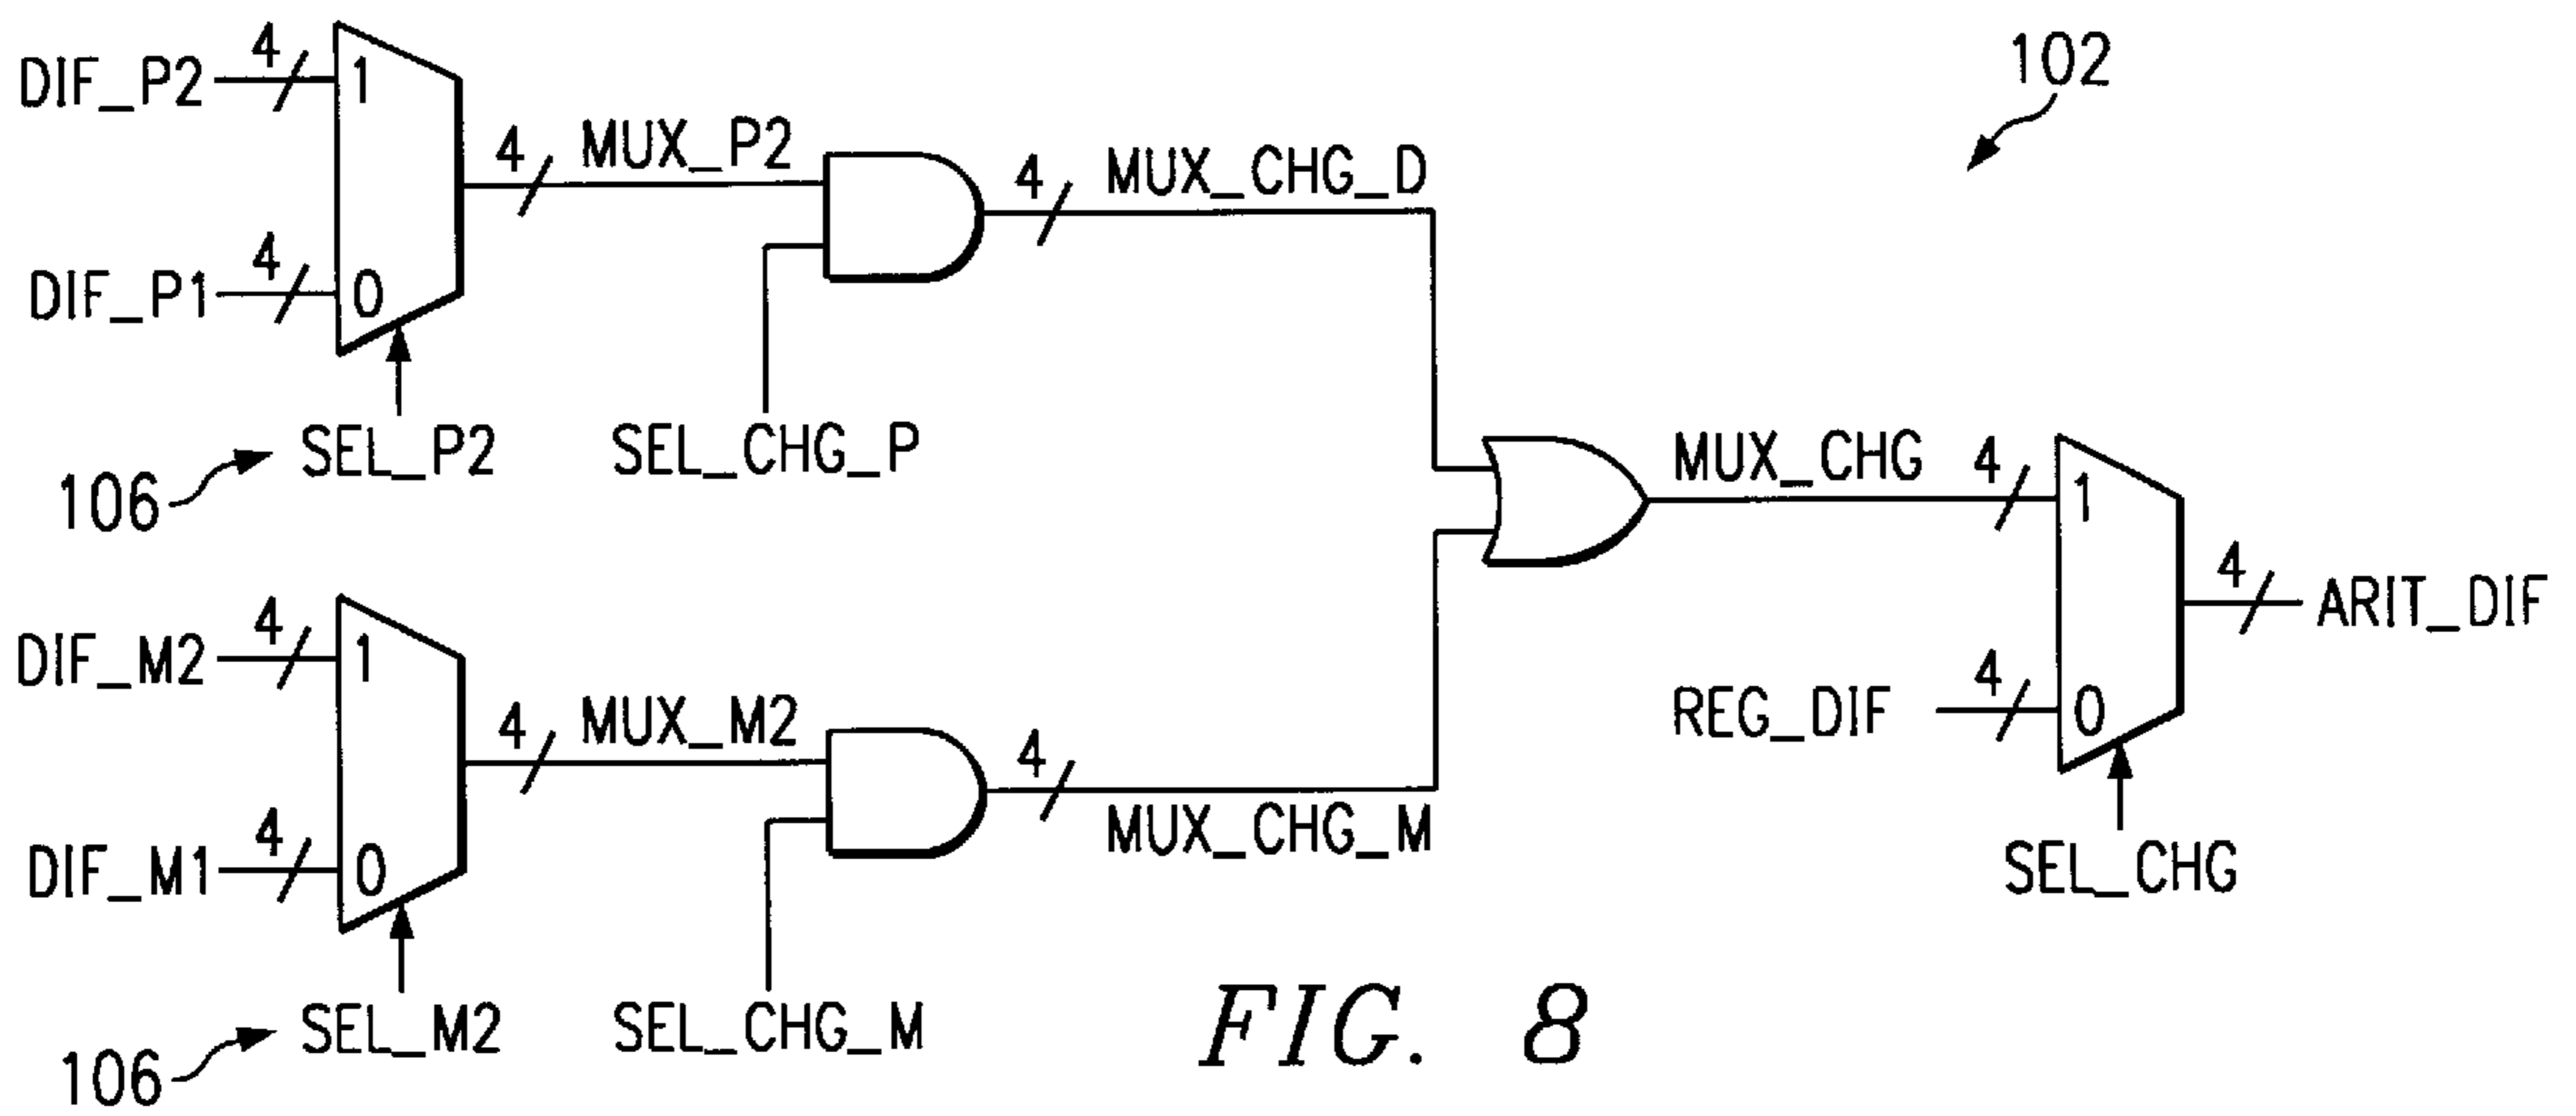 102
DIF_P2
4
1
4
MUX_P2
4
MUX_CHG_D
DIF_P1
4
0
SEL_P2
SEL_CHG_P
106
MUX_CHG
4
1
4
ARIT_DIF
REG_DIF
4
0
SEL_CHG
DIF_M2
4
1
4
MUX_M2
4
MUX_CHG_M
DIF_M1
4
0
SEL_M2
SEL_CHG_M
106
FIG. 8